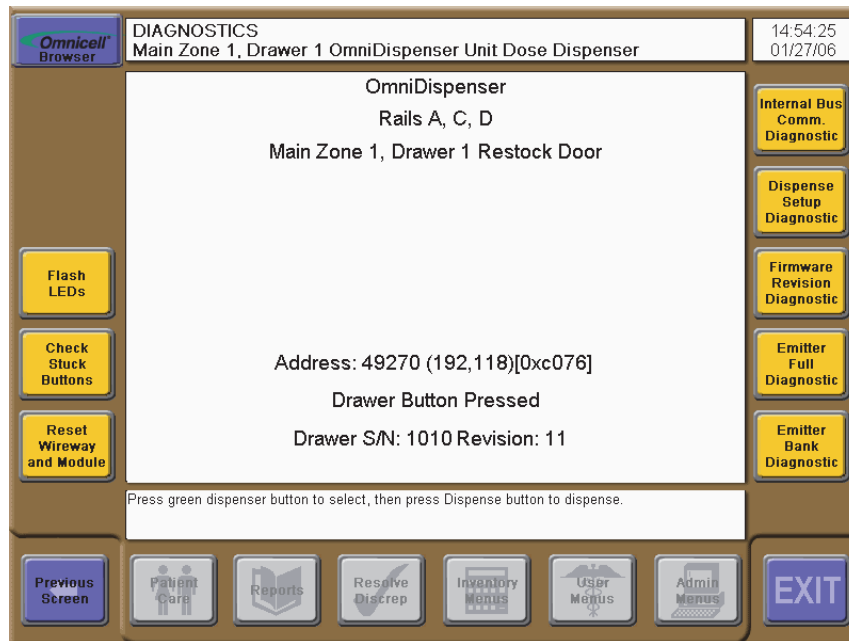 Omnicell
Browser
DIAGNOSTICS
Main Zone 1, Drawer 1 OmniDispenser Unit Dose Dispenser
14:54:25
01/27/06
OmniDispenser
Rails A, C, D
Main Zone 1, Drawer 1 Restock Door
Address: 49270 (192,118)[0xc076]
Drawer Button Pressed
Drawer S/N: 1010 Revision: 11
Flash
LEDs
Check
Stuck
Buttons
Reset
Wireway
and Module
Internal Bus
Comm.
Diagnostic
Dispense
Setup
Diagnostic
Firmware
Revision
Diagnostic
Emitter
Full
Diagnostic
Emitter
Bank
Diagnostic
Press green dispenser button to select, then press Dispense button to dispense.
Previous
Screen
Patient
Care
Reports
Resolve
Discrep
Inventory
Menus
User
Menus
Admin
Menus
EXIT